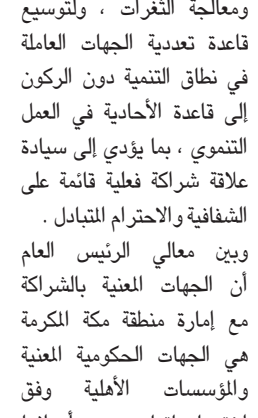 ومعالجة الثغرات ، ولتوسيع
قاعدة تعددية الجهات العاملة
في نطاق التنمية دون الركون
إلى قاعدة الأحادية في العمل
التنموي ، بما يؤدي إلى سيادة
علاقة شراكة فعلية قائمة على
الشفافية والاحترام المتبادل .
وبين معالي الرئيس العام
أن الجهات المعنية بالشراكة
مع إمارة منطقة مكة المكرمة
هي الجهات الحكومية المعنية
والمؤسسات الأهلية وفق